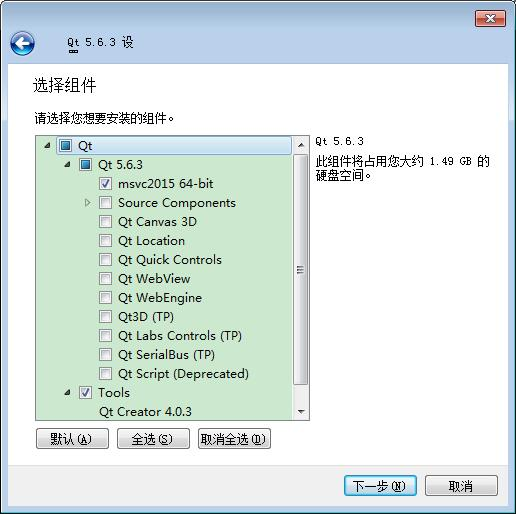 Qt 5.6.3 设
选择组件
请选择您想要安装的组件。
Qt
Qt 5.6.3
msvc2015 64-bit
Source Components
Qt Canvas 3D
Qt Location
Qt Quick Controls
Qt WebView
Qt WebEngine
Qt3D (TP)
Qt Labs Controls (TP)
Qt SerialBus (TP)
Qt Script (Deprecated)
Tools
Qt Creator 4.0.3
Qt 5.6.3
此组件将占用您大约 1.49 GB 的
硬盘空间。
默认(A)
全选(S)
取消全选(D)
下一步(N)
取消